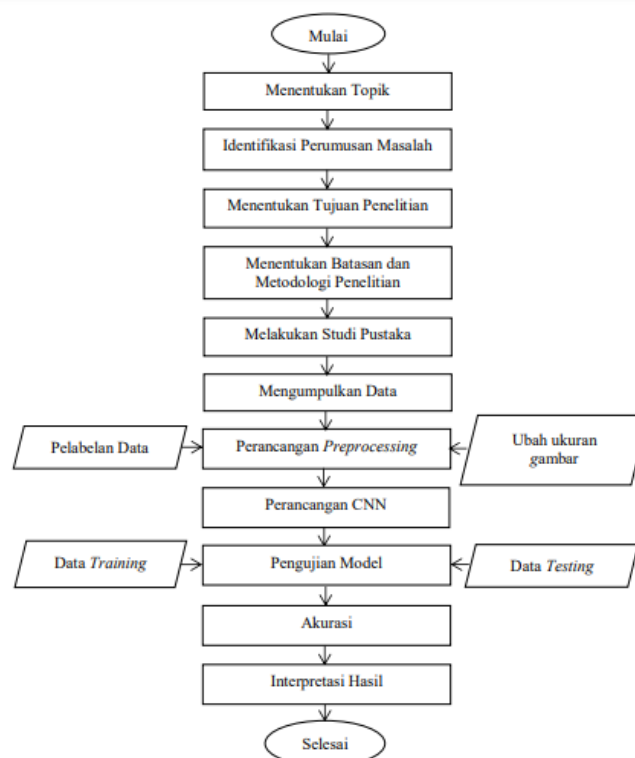 Mulai
Menentukan Topik
Identifikasi Perumusan Masalah
Menentukan Tujuan Penelitian
Menentukan Batasan dan
Metodologi Penelitian
Melakukan Studi Pustaka
Mengumpulkan Data
Pelabelan Data
Perancangan Preprocessing
Ubah ukuran
gambar
Perancangan CNN
Data Training
Pengujian Model
Data Testing
Akurasi
Interpretasi Hasil
Selesai